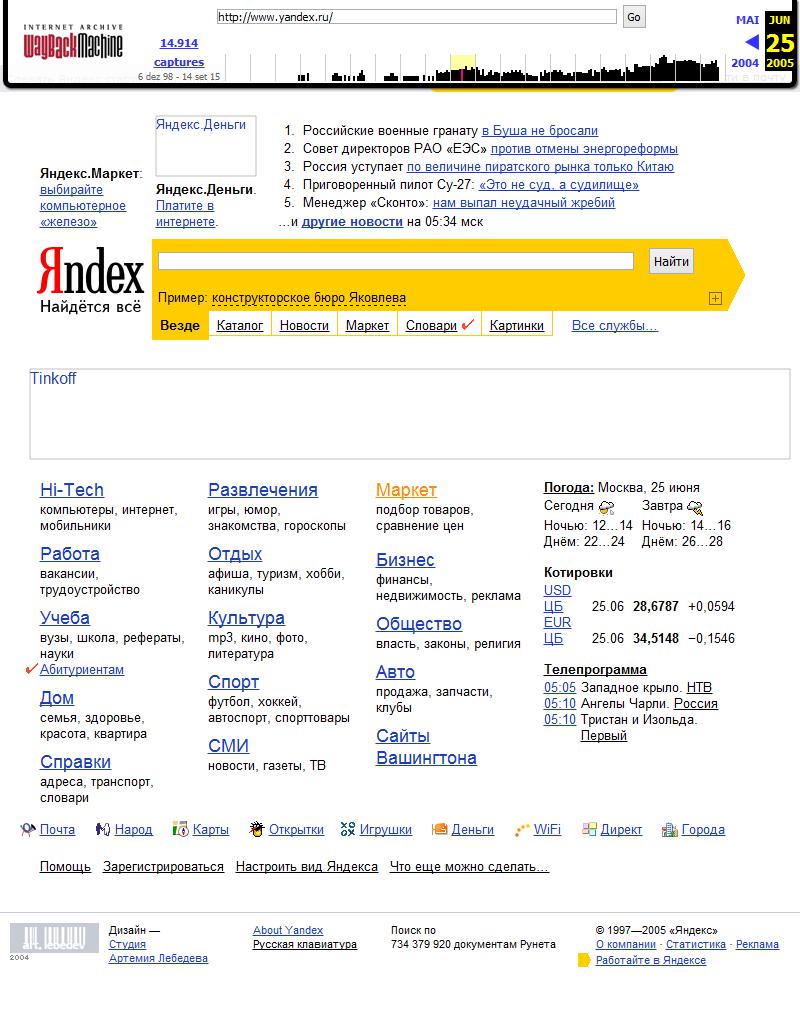 INTERNET ARCHIVE
WayBackMachine
http://www.yandex.ru/
Go
14.914
captures
6 dez 98 - 14 set 15
MAI
JUN
25
2004
2005
Яндекс.Маркет:
выбирайте
компьютерное
«железо»
Яндекс.Деньги
Яндекс.Деньги.
Платите в
интернете.
1. Российские военные гранату в Буша не бросали
2. Совет директоров РАО «ЕЭС» против отмены энергореформы
3. Россия уступает по величине пиратского рынка только Китаю
4. Приговоренный пилот Су-27: «Это не суд, а судилище»
5. Менеджер «Сконто»: нам выпал неудачный жребий
...и другие новости на 05:34 мск
Яndex
Найдётся всё
Найти
Пример: конструкторское бюро Яковлева
Везде Каталог Новости Маркет Словари Картинки Все службы...
Tinkoff
Hi-Tech
компьютеры, интернет,
мобильники
Работа
вакансии,
трудоустройство
Учеба
вузы, школа, рефераты,
науки
Абитуриентам
Дом
семья, здоровье,
красота, квартира
Справки
адреса, транспорт,
словари
Развлечения
игры, юмор,
знакомства, гороскопы
Отдых
афиша, туризм, хобби,
каникулы
Культура
mp3, кино, фото,
литература
Спорт
футбол, хоккей,
автоспорт, спорттовары
СМИ
новости, газеты, ТВ
Маркет
подбор товаров,
сравнение цен
Бизнес
финансы,
недвижимость, реклама
Общество
власть, законы, религия
Авто
продажа, запчасти,
клубы
Сайты
Вашингтона
Погода: Москва, 25 июня
Сегодня Завтра
Ночью: 12...14 Ночью: 14...16
Днём: 22...24 Днём: 26...28
Котировки
USD
ЦБ 25.06 28,6787 +0,0594
EUR
ЦБ 25.06 34,5148 −0,1546
Телепрограмма
05:05 Западное крыло. НТВ
05:10 Ангелы Чарли. Россия
05:10 Тристан и Изольда.
Первый
Почта Народ Карты Открытки Игрушки Деньги WiFi Директ Города
Помощь Зарегистрироваться Настроить вид Яндекса Что еще можно сделать...
art. lebedev
2004
Дизайн —
Студия
Артемия Лебедева
About Yandex
Русская клавиатура
Поиск по
734 379 920 документам Рунета
© 1997—2005 «Яндекс»
О компании · Статистика · Реклама
Работайте в Яндексе